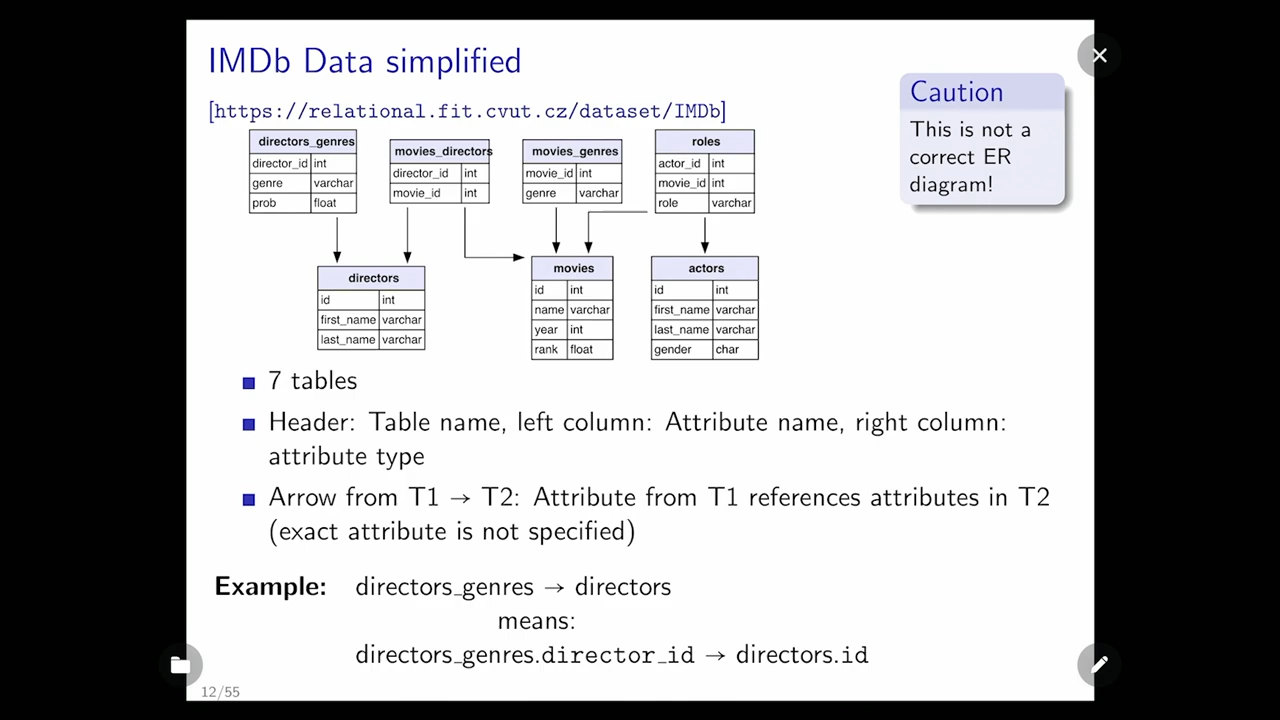 IMDb Data simplified
[https://relational.fit.cvut.cz/dataset/IMDb]
Caution
This is not a
correct ER
diagram!
directors_genres
director_id int
genre varchar
prob float
movies_directors
director_id int
movie_id int
movies_genres
movie_id int
genre varchar
roles
actor_id int
movie_id int
role varchar
directors
id int
first_name varchar
last_name varchar
movies
id int
name varchar
year int
rank float
actors
id int
first_name varchar
last_name varchar
gender char
7 tables
Header: Table name, left column: Attribute name, right column:
attribute type
Arrow from T1 → T2: Attribute from T1 references attributes in T2
(exact attribute is not specified)
Example: directors_genres → directors
means:
directors_genres.director_id → directors.id
12/55